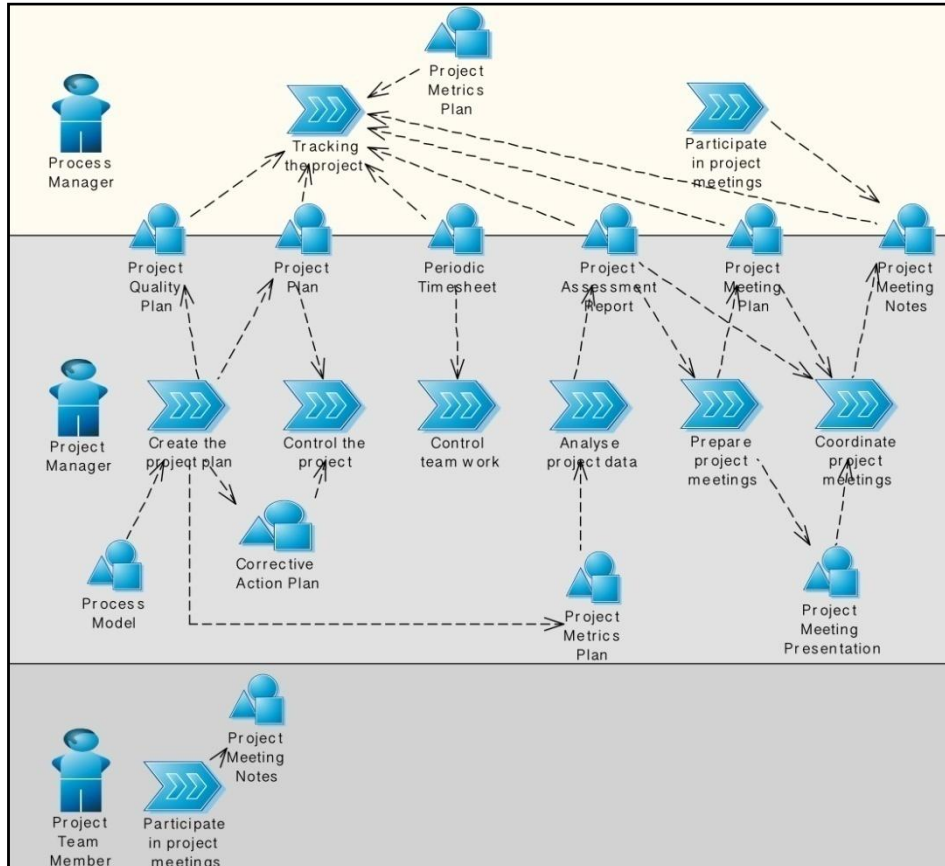 Project
Metrics
Plan
Process
Manager
Tracking
the project
Participate
in project
meetings
Project
Quality
Plan
Project
Plan
Periodic
Timesheet
Project
Assessment
Report
Project
Meeting
Plan
Project
Meeting
Notes
Project
Manager
Create the
project plan
Control the
project
Control
team work
Analyse
project data
Prepare
project
meetings
Coordinate
project
meetings
Process
Model
Corrective
Action Plan
Project
Metrics
Plan
Project
Meeting
Presentation
Project
Meeting
Notes
Project
Team
Member
Participate
in project
meetings